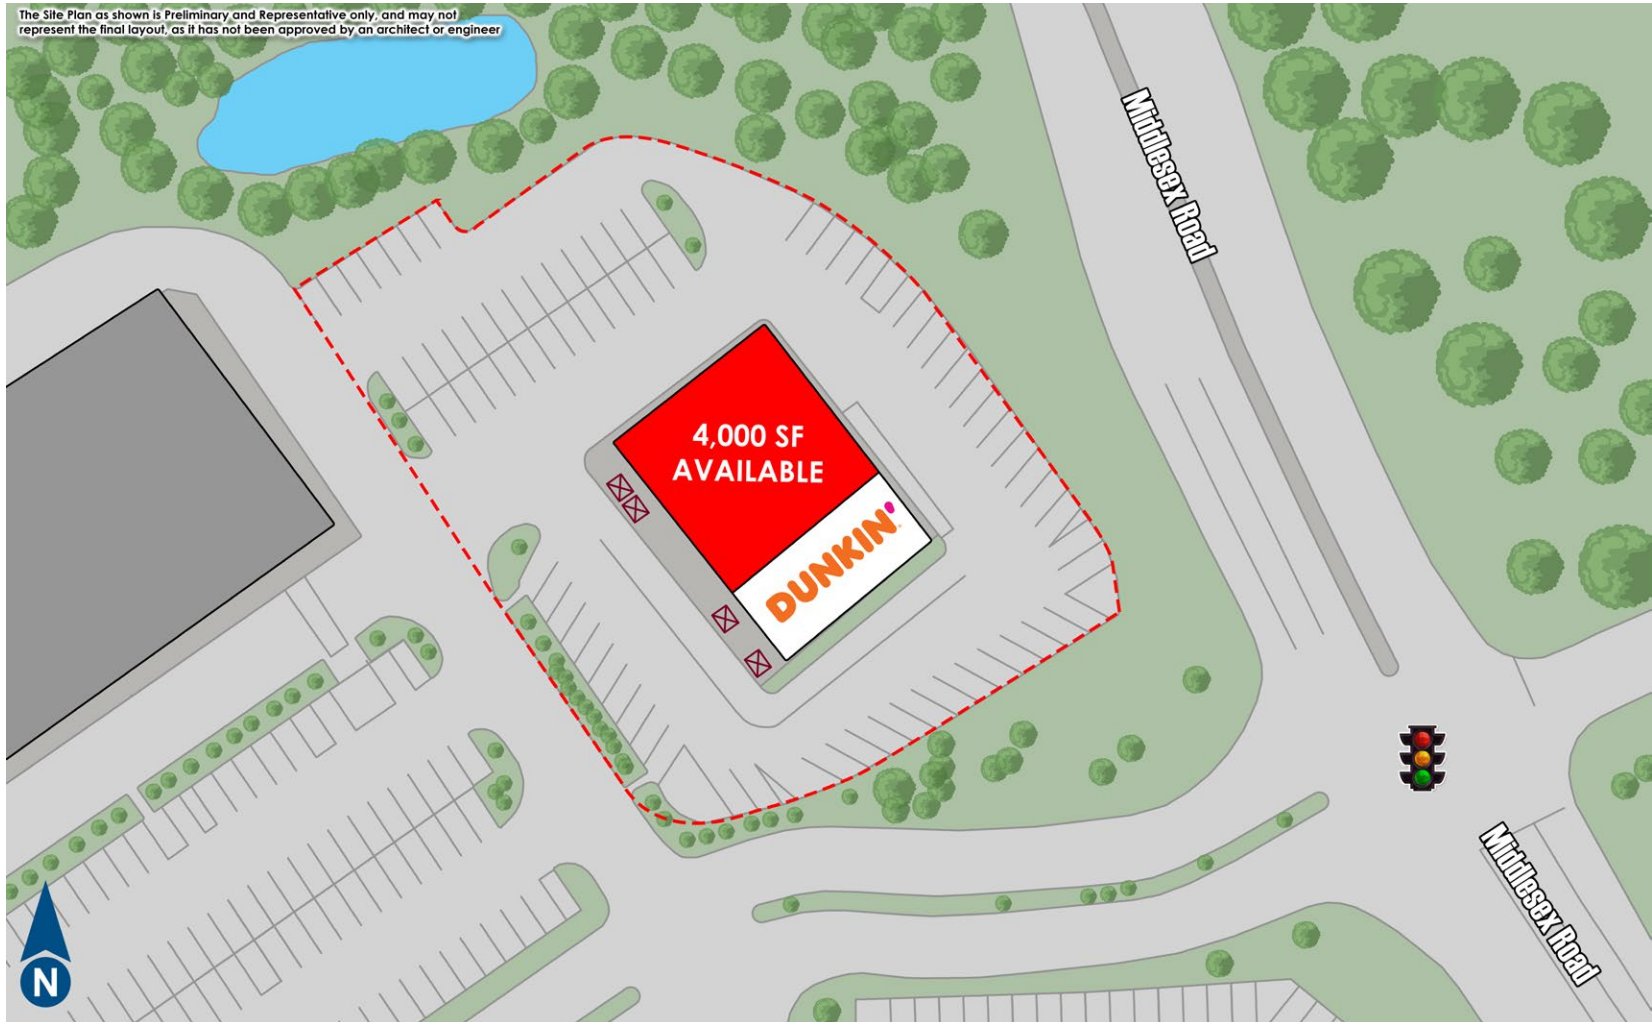 The Site Plan as shown is Preliminary and Representative only, and may not
represent the final layout, as it has not been approved by an architect or engineer
Middlesex Road
4,000 SF
AVAILABLE
DUNKIN'
Middlesex Road
N